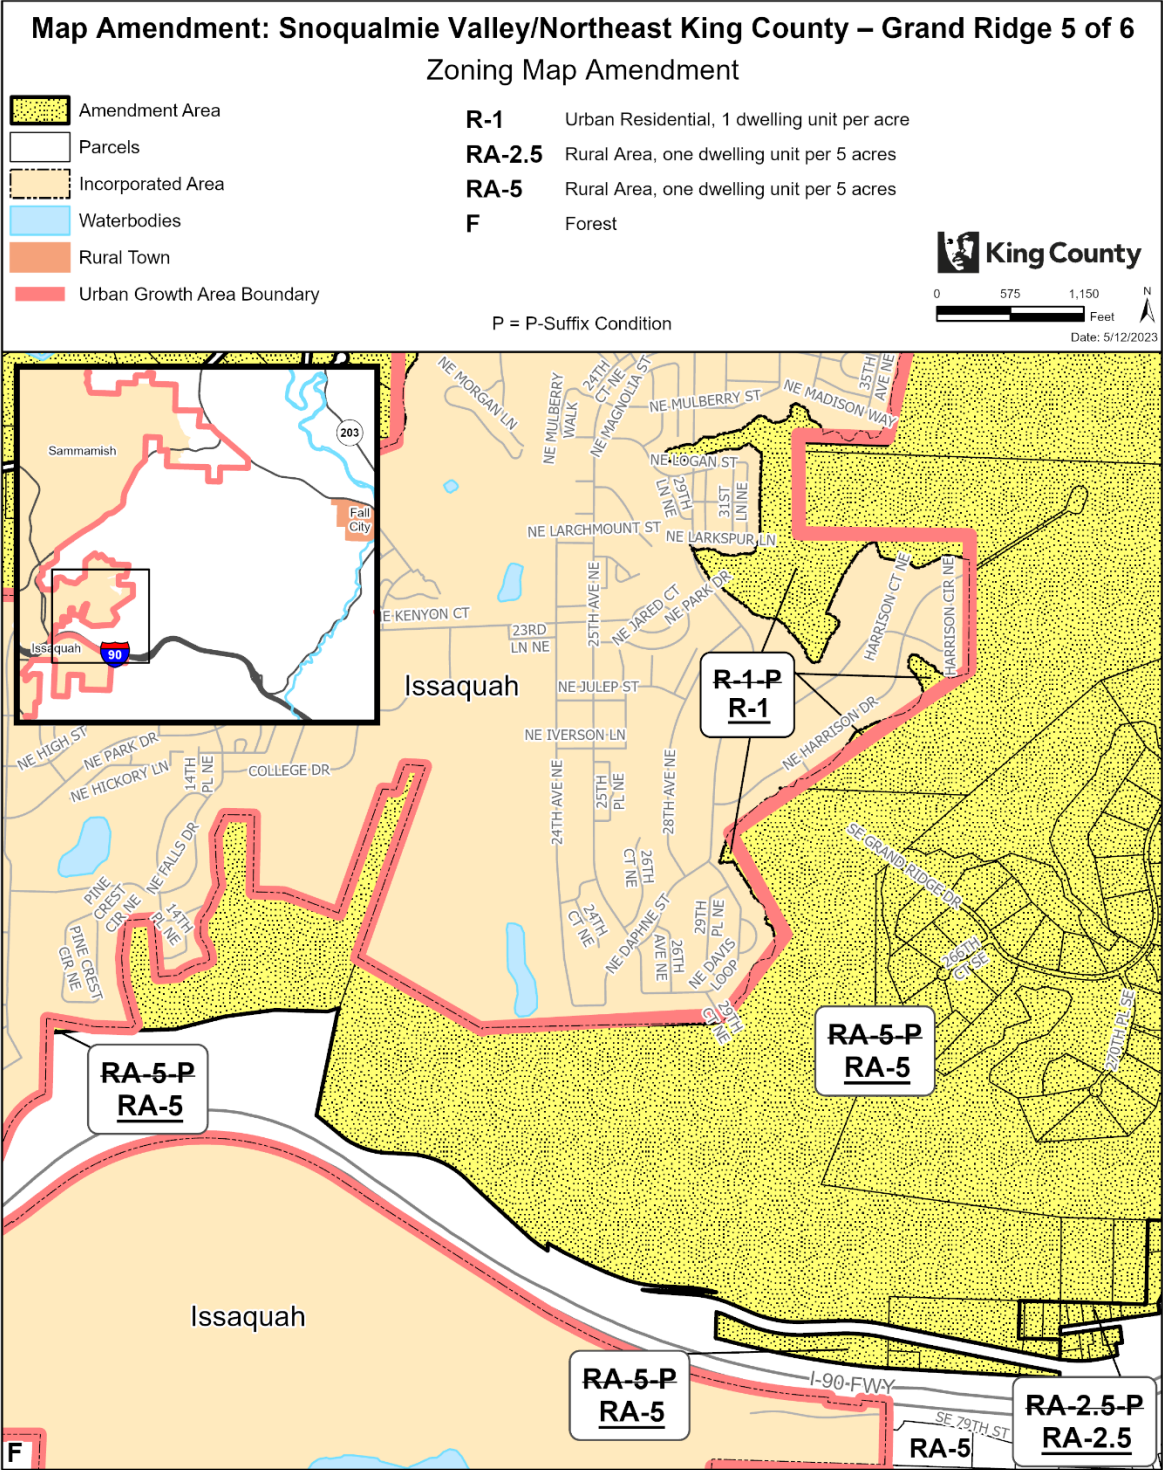 Map Amendment: Snoqualmie Valley/Northeast King County – Grand Ridge 5 of 6
Zoning Map Amendment
Amendment Area
Parcels
Incorporated Area
Waterbodies
Rural Town
Urban Growth Area Boundary
R-1 Urban Residential, 1 dwelling unit per acre
RA-2.5 Rural Area, one dwelling unit per 5 acres
RA-5 Rural Area, one dwelling unit per 5 acres
F Forest
P = P-Suffix Condition
King County
0 575 1,150
Feet
N
Date: 5/12/2023
Sammamish
203
Fall
City
Issaquah
90
NE MORGAN LN
NE MULBERRY
WALK
24TH
CT NE
NE MAGNOLIA ST
NE MULBERRY ST
NE MADISON WAY
35TH
AVE NE
NE LOGAN ST
29TH
LN NE
31ST
LN NE
NE LARCHMOUNT ST
NE LARKSPUR LN
25TH AVE NE
NE JARED CT
NE PARK DR
HARRISON CT NE
HARRISON CIR NE
E KENYON CT
23RD
LN NE
Issaquah
NE JULEP ST
R-1-P
R-1
NE IVERSON LN
NE HARRISON DR
NE HIGH ST
NE PARK DR
NE HICKORY LN
14TH
PL NE
COLLEGE DR
24TH AVE NE
25TH
PL NE
28TH AVE NE
SE GRAND RIDGE DR
NE FALLS DR
PINE
CREST
CIR NE
14TH
PL NE
PINE CREST
CIR NE
26TH
CT NE
24TH
CT NE
NE DAPHNE ST
26TH
AVE NE
29TH
PL NE
NE DAVIS
LOOP
29TH
CT NE
266TH
CT SE
270TH PL SE
RA-5-P
RA-5
RA-5-P
RA-5
Issaquah
RA-5-P
RA-5
I-90 FWY
SE 79TH ST
RA-5
RA-2.5-P
RA-2.5
F